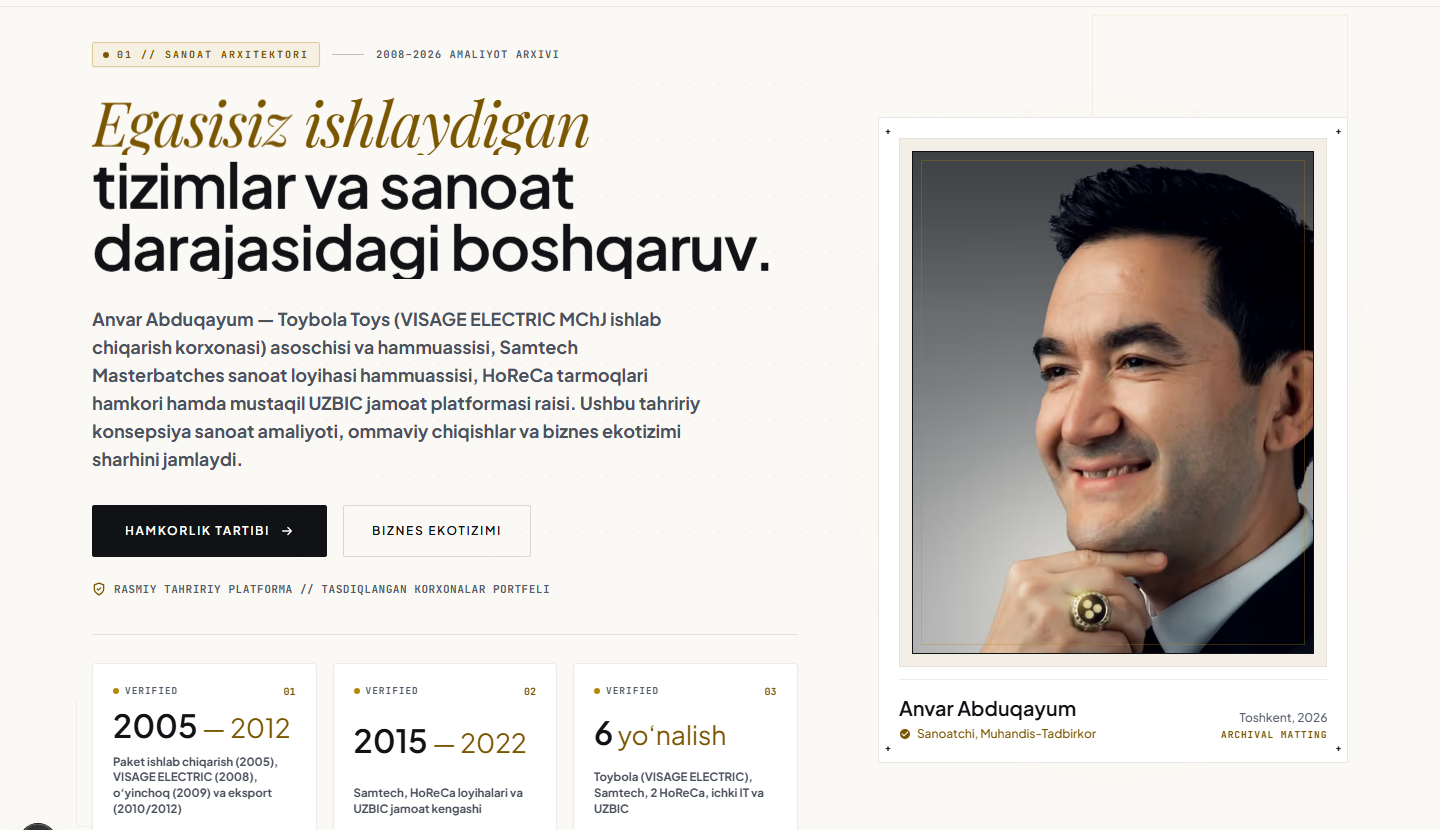 01 // SANOAT ARXITEKTORI
2008–2026 AMALIYOT ARXIVI
Egasisiz ishlaydigan
tizimlar va sanoat
darajasidagi boshqaruv.
Anvar Abduqayum — Toybola Toys (VISAGE ELECTRIC MChJ ishlab
chiqarish korxonasi) asoschisi va hammuassisi, Samtech
Masterbatches sanoat loyihasi hammuassisi, HoReCa tarmoqlari
hamkori hamda mustaqil UZBIC jamoat platformasi raisi. Ushbu tahririy
konsepsiya sanoat amaliyoti, ommaviy chiqishlar va biznes ekotizimi
sharhini jamlaydi.
HAMKORLIK TARTIBI →
BIZNES EKOTIZIMI
RASMIY TAHRIRIY PLATFORMA // TASDIQLANGAN KORXONALAR PORTFELI
VERIFIED 01
2005 — 2012
Paket ishlab chiqarish (2005),
VISAGE ELECTRIC (2008),
oʻyinchoq (2009) va eksport
(2010/2012)
VERIFIED 02
2015 — 2022
Samtech, HoReCa loyihalari va
UZBIC jamoat kengashi
VERIFIED 03
6 yoʻnalish
Toybola (VISAGE ELECTRIC),
Samtech, 2 HoReCa, ichki IT va
UZBIC
Anvar Abduqayum
Sanoatchi, Muhandis-Tadbirkor
Toshkent, 2026
ARCHIVAL MATTING